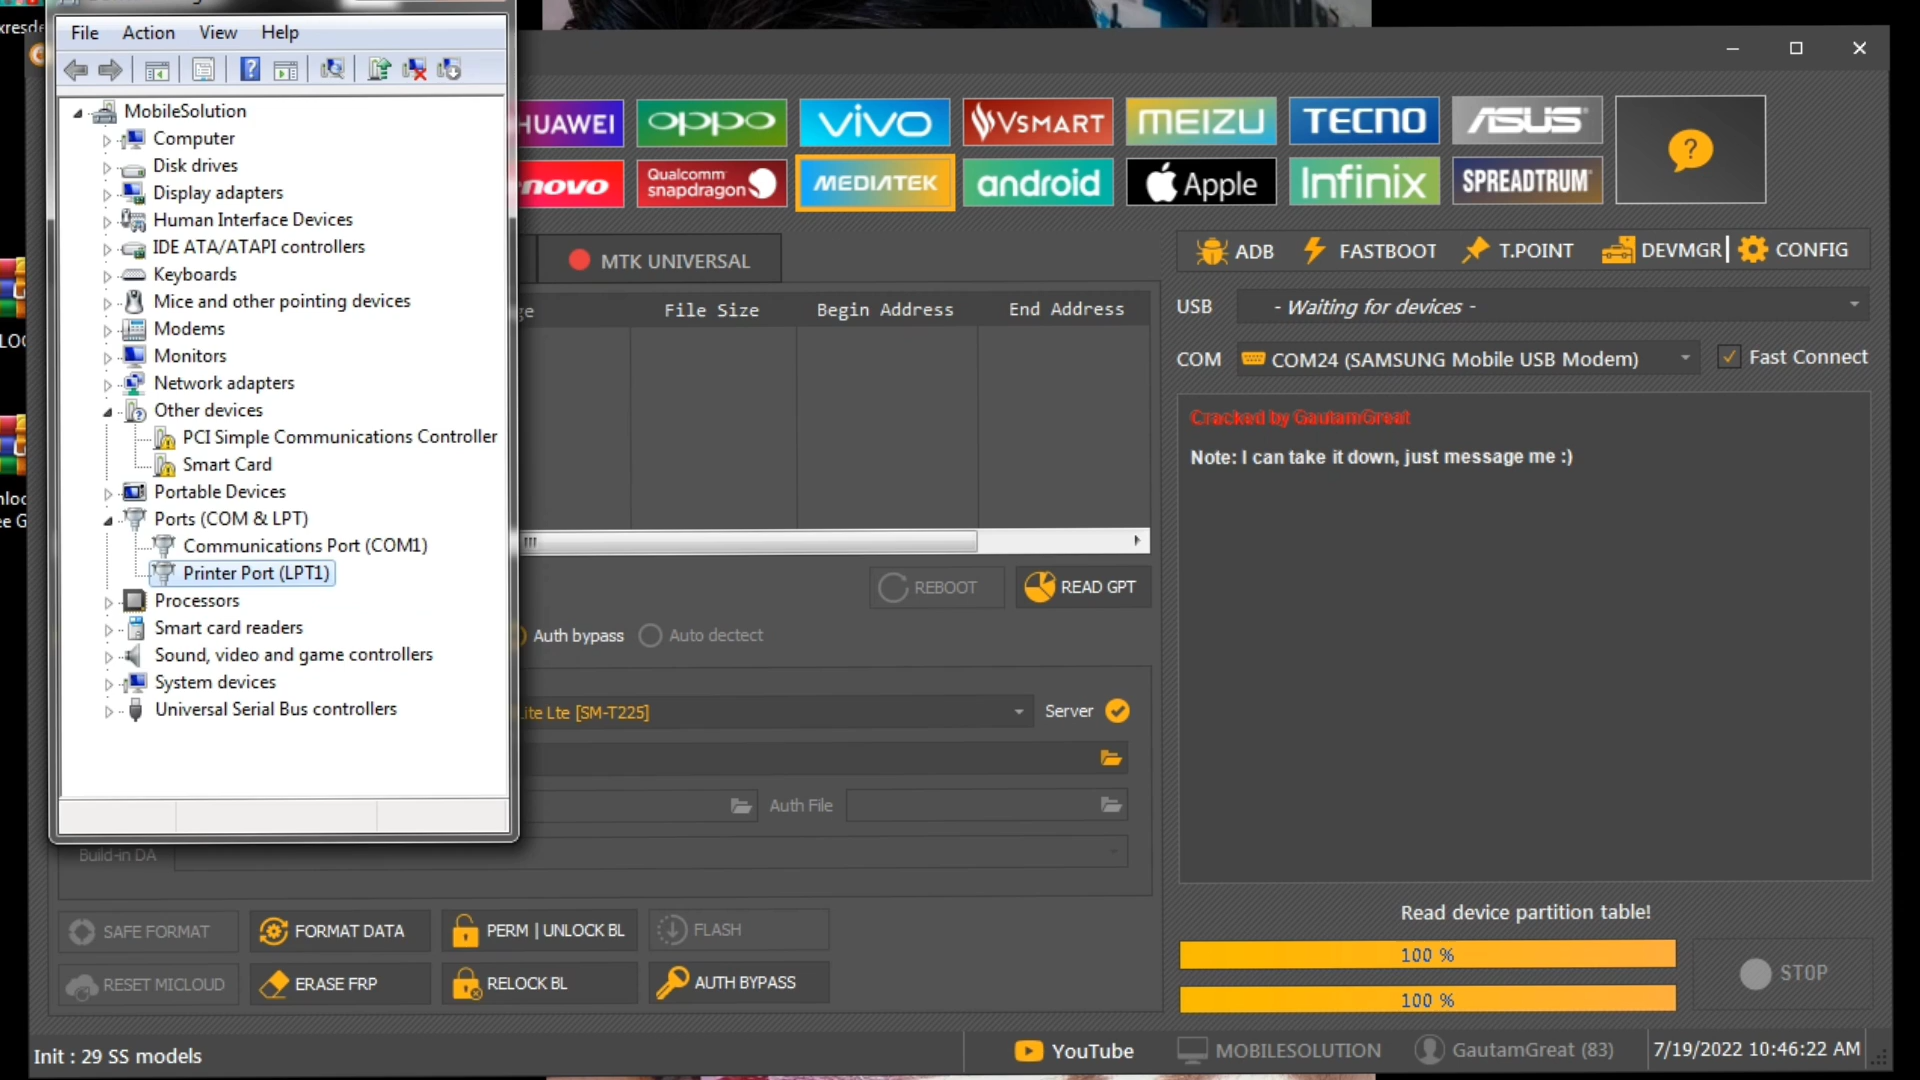 xresde
File Action View Help
MobileSolution
Computer
Disk drives
Display adapters
Human Interface Devices
IDE ATA/ATAPI controllers
Keyboards
Mice and other pointing devices
Modems
Monitors
Network adapters
Other devices
PCI Simple Communications Controller
Smart Card
Portable Devices
Ports (COM & LPT)
Communications Port (COM1)
Printer Port (LPT1)
Processors
Smart card readers
Sound, video and game controllers
System devices
Universal Serial Bus controllers
HUAWEI oppo vivo VSMART MEIZU TECNO ASUS
novo Qualcomm snapdragon MEDIATEK android Apple Infinix SPREADTRUM
?
MTK UNIVERSAL
ge File Size Begin Address End Address
REBOOT READ GPT
Auth bypass Auto dectect
ite Lte [SM-T225] Server
Auth File
Build-in DA
SAFE FORMAT FORMAT DATA PERM | UNLOCK BL FLASH
RESET MICLOUD ERASE FRP RELOCK BL AUTH BYPASS
ADB FASTBOOT T.POINT DEVMGR CONFIG
USB - Waiting for devices -
COM COM24 (SAMSUNG Mobile USB Modem) Fast Connect
Cracked by GautamGreat
Note: I can take it down, just message me :)
Read device partition table!
100 %
100 %
STOP
Init : 29 SS models YouTube MOBILESOLUTION GautamGreat (83) 7/19/2022 10:46:22 AM